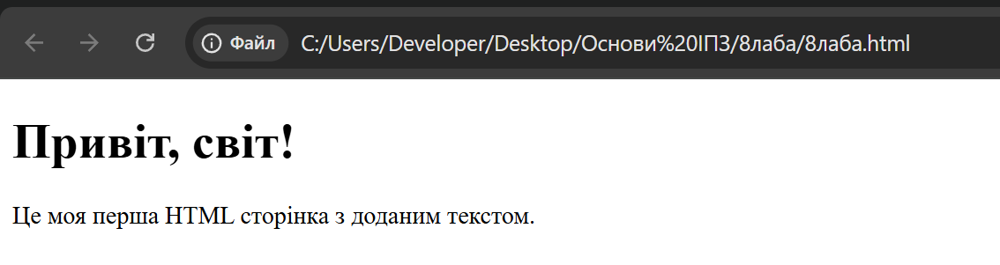 Файл C:/Users/Developer/Desktop/Основи%20ІПЗ/8лаба/8лаба.html
Привіт, світ!
Це моя перша HTML сторінка з доданим текстом.